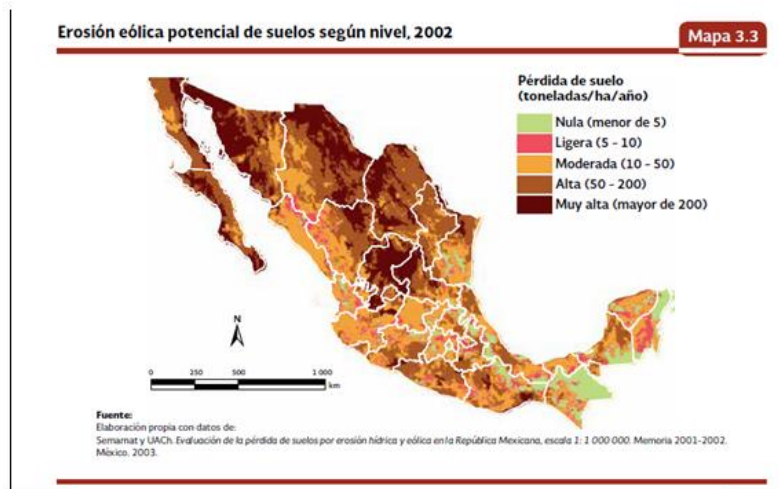 Erosión eólica potencial de suelos según nivel, 2002
Mapa 3.3
Pérdida de suelo
(toneladas/ha/año)
Nula (menor de 5)
Ligera (5 - 10)
Moderada (10 - 50)
Alta (50 - 200)
Muy alta (mayor de 200)
N
0 250 500 1 000
km
Fuente:
Elaboración propia con datos de:
Semarnat y UACh. Evaluación de la pérdida de suelos por erosión hídrica y eólica en la República Mexicana, escala 1: 1 000 000. Memoria 2001-2002.
México. 2003.